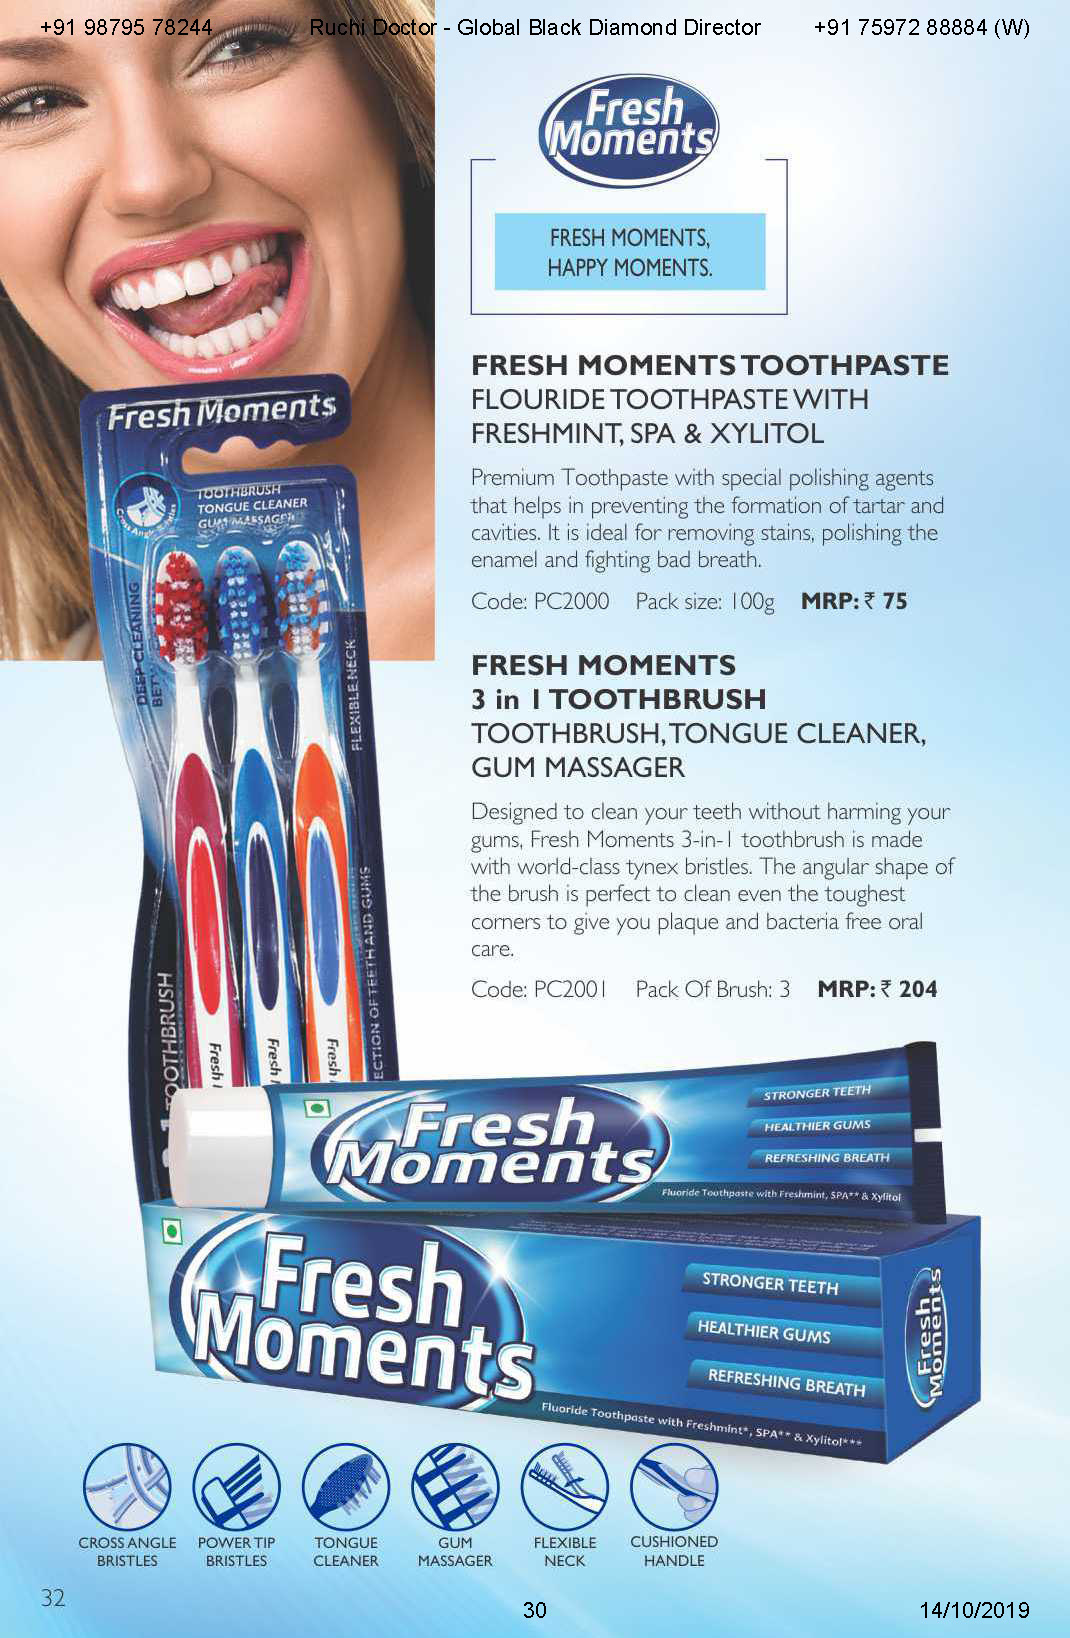 +91 98795 78244 Ruchi Doctor - Global Black Diamond Director +91 75972 88884 (W)
Fresh
Moments
FRESH MOMENTS,
HAPPY MOMENTS.
FRESH MOMENTS TOOTHPASTE
FLOURIDE TOOTHPASTE WITH
FRESHMINT, SPA & XYLITOL
Premium Toothpaste with special polishing agents
that helps in preventing the formation of tartar and
cavities. It is ideal for removing stains, polishing the
enamel and fighting bad breath.
Code: PC2000 Pack size: 100g MRP: ₹ 75
FRESH MOMENTS
3 in 1 TOOTHBRUSH
TOOTHBRUSH, TONGUE CLEANER,
GUM MASSAGER
Designed to clean your teeth without harming your
gums, Fresh Moments 3-in-1 toothbrush is made
with world-class tynex bristles. The angular shape of
the brush is perfect to clean even the toughest
corners to give you plaque and bacteria free oral
care.
Code: PC2001 Pack Of Brush: 3 MRP: ₹ 204
Fresh Moments
TOOTHBRUSH
TONGUE CLEANER
GUM MASSAGER
DEEP CLEANING
FLEXIBLE NECK
TEETH AND GUMS
TOOTHBRUSH
Fresh
Fresh
Fresh
Fresh
Moments
STRONGER TEETH
HEALTHIER GUMS
REFRESHING BREATH
Fluoride Toothpaste with Freshmint, SPA** & Xylitol
Fresh
Moments
STRONGER TEETH
HEALTHIER GUMS
REFRESHING BREATH
Fluoride Toothpaste with Freshmint*, SPA** & Xylitol***
Fresh
Moments
CROSS ANGLE
BRISTLES
POWER TIP
BRISTLES
TONGUE
CLEANER
GUM
MASSAGER
FLEXIBLE
NECK
CUSHIONED
HANDLE
32
30
14/10/2019